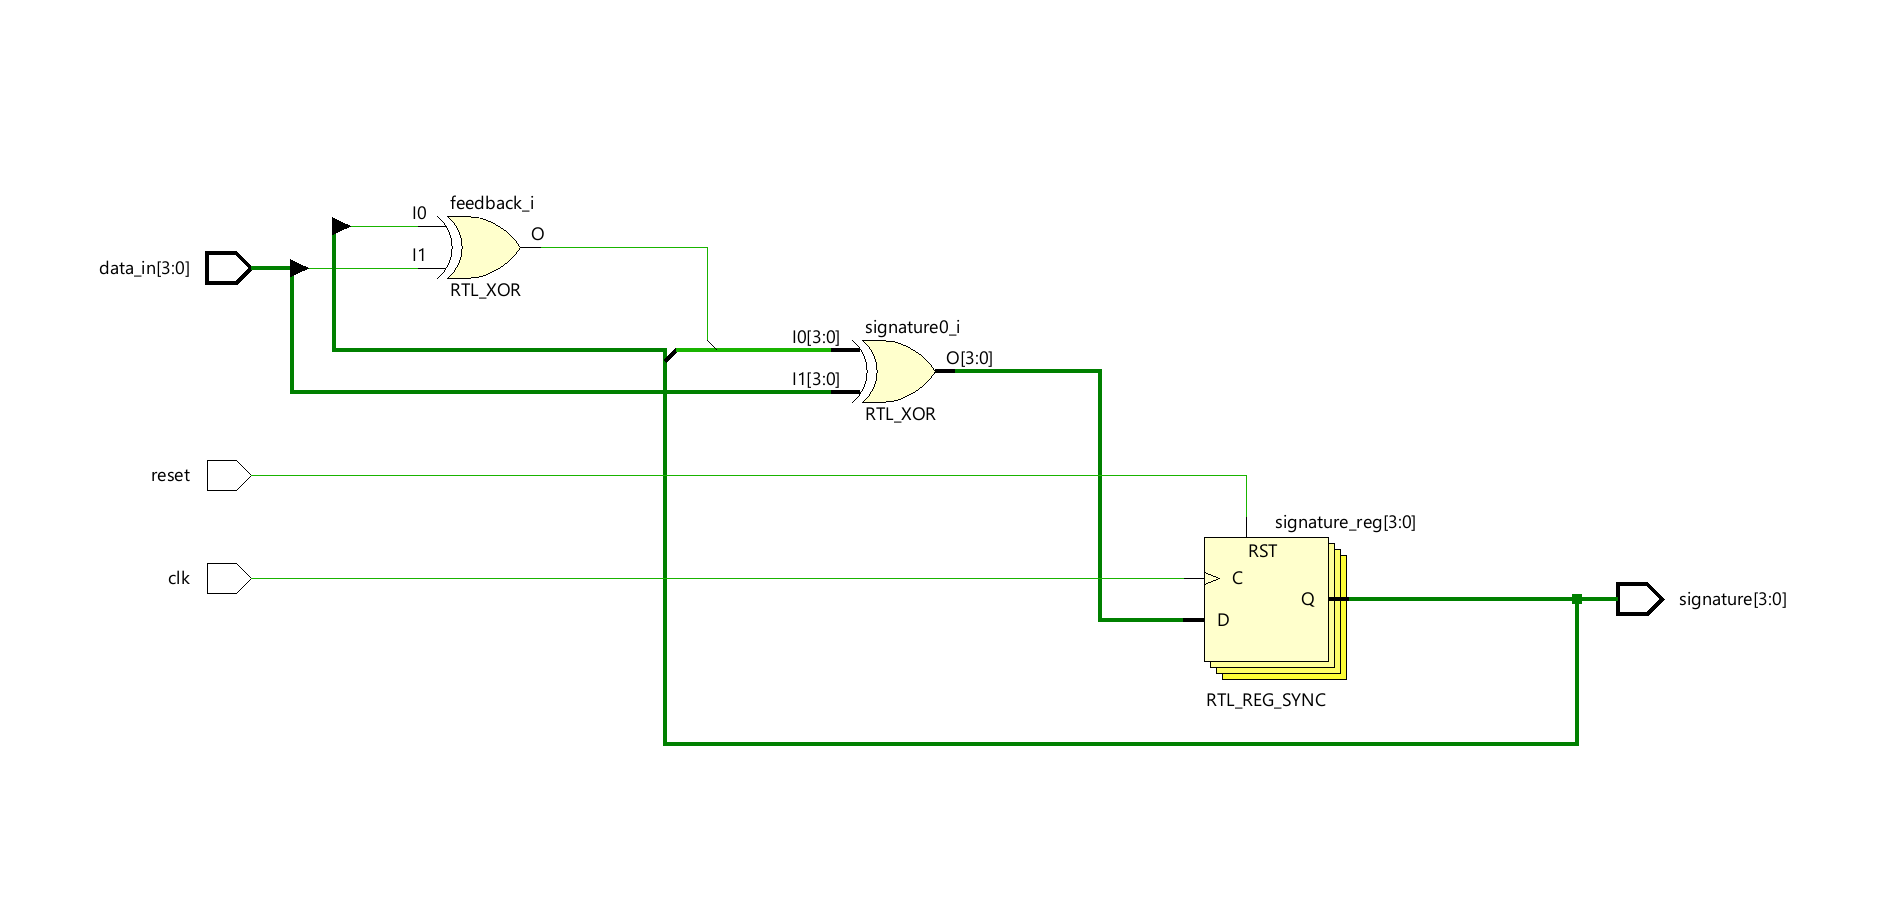 feedback_i
I0
I1
O
RTL_XOR
data_in[3:0]
signature0_i
I0[3:0]
I1[3:0]
O[3:0]
RTL_XOR
reset
clk
signature_reg[3:0]
RST
C
D
Q
RTL_REG_SYNC
signature[3:0]